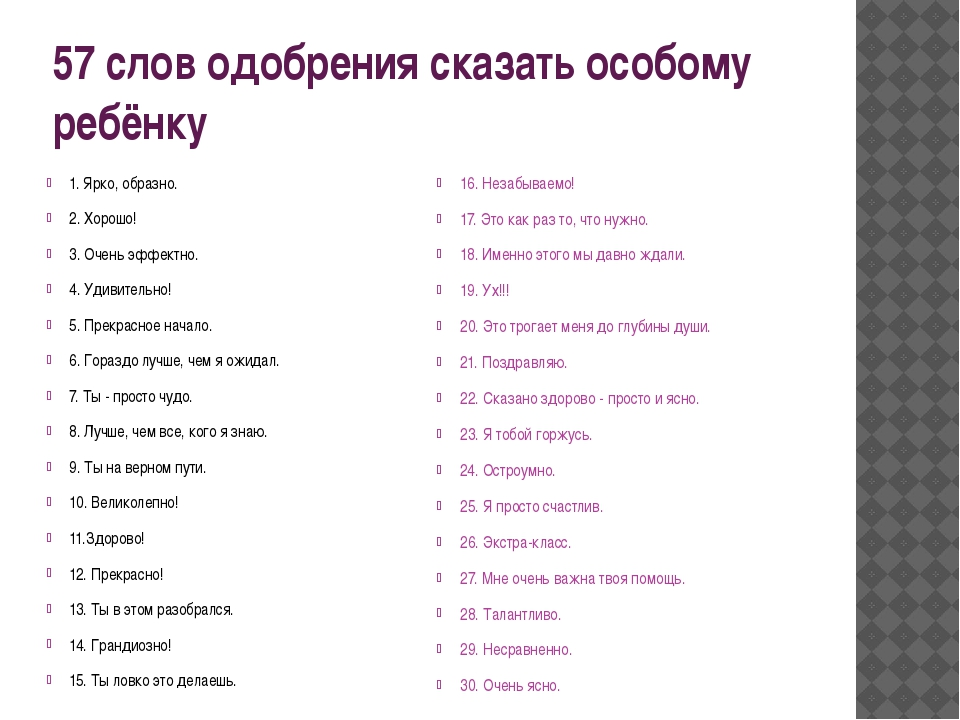 57 слов одобрения сказать особому
ребёнку
1. Ярко, образно.
2. Хорошо!
3. Очень эффектно.
4. Удивительно!
5. Прекрасное начало.
6. Гораздо лучше, чем я ожидал.
7. Ты - просто чудо.
8. Лучше, чем все, кого я знаю.
9. Ты на верном пути.
10. Великолепно!
11.Здорово!
12. Прекрасно!
13. Ты в этом разобрался.
14. Грандиозно!
15. Ты ловко это делаешь.
16. Незабываемо!
17. Это как раз то, что нужно.
18. Именно этого мы давно ждали.
19. Ух!!!
20. Это трогает меня до глубины души.
21. Поздравляю.
22. Сказано здорово - просто и ясно.
23. Я тобой горжусь.
24. Остроумно.
25. Я просто счастлив.
26. Экстра-класс.
27. Мне очень важна твоя помощь.
28. Талантливо.
29. Несравненно.
30. Очень ясно.